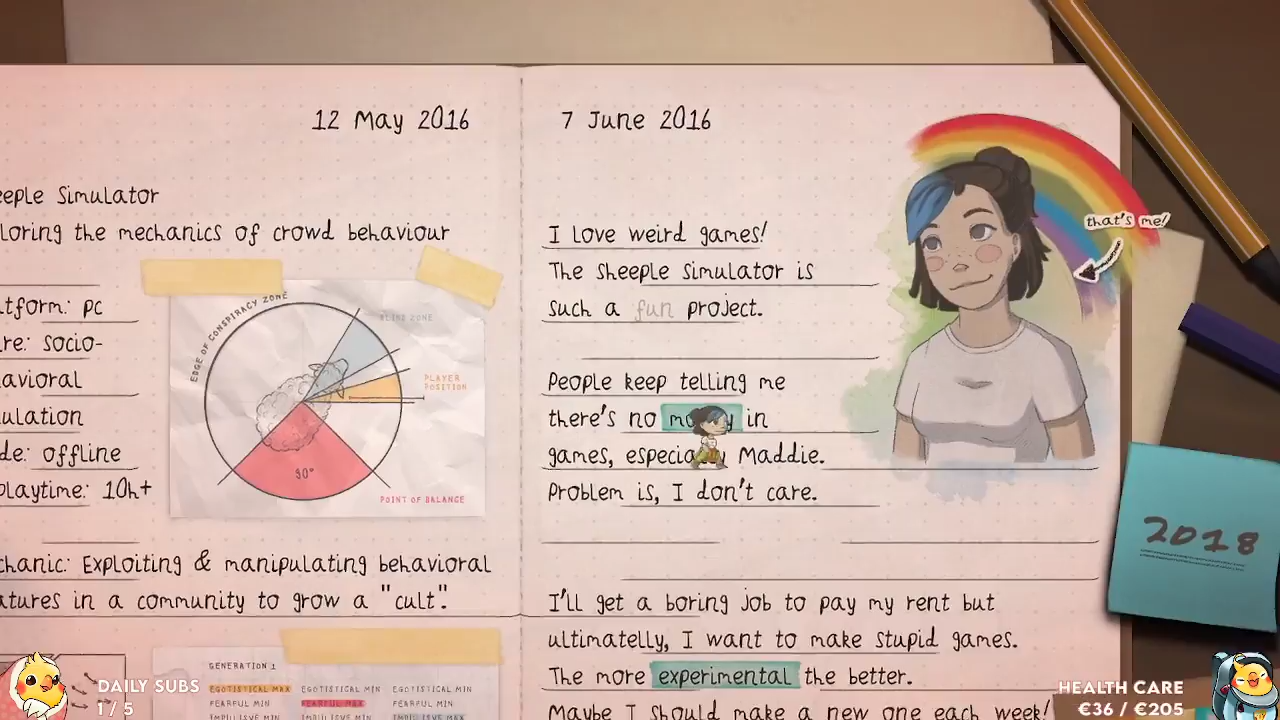 12 May 2016
eeple Simulator
loring the mechanics of crowd behaviour
tform: pc
re: socio-
avioral
ulation
de: offline
playtime: 10h+
EDGE OF CONSPIRACY ZONE
BLIND ZONE
PLAYER
POSITION
90°
POINT OF BALANCE
chanic: Exploiting & manipulating behavioral
atures in a community to grow a "cult".
GENERATION 1
EGOTISTICAL MAX EGOTISTICAL MIN EGOTISTICAL MIN
FEARFUL MIN FEARFUL MAX FEARFUL MIN
IMPULSIVE MAX IMPULSIVE MIN IMPULSIVE MAX
7 June 2016
I love weird games!
The Sheeple Simulator is
such a fun project.
People keep telling me
there's no in
games, Maddie.
Problem is, I don't care.
I'll get a boring job to pay my rent but
ultimatelly, I want to make stupid games.
The more experimental the better.
Maybe I should make a new one each week!
that's me!
2018
DAILY SUBS
1 / 5
HEALTH CARE
€36 / €205